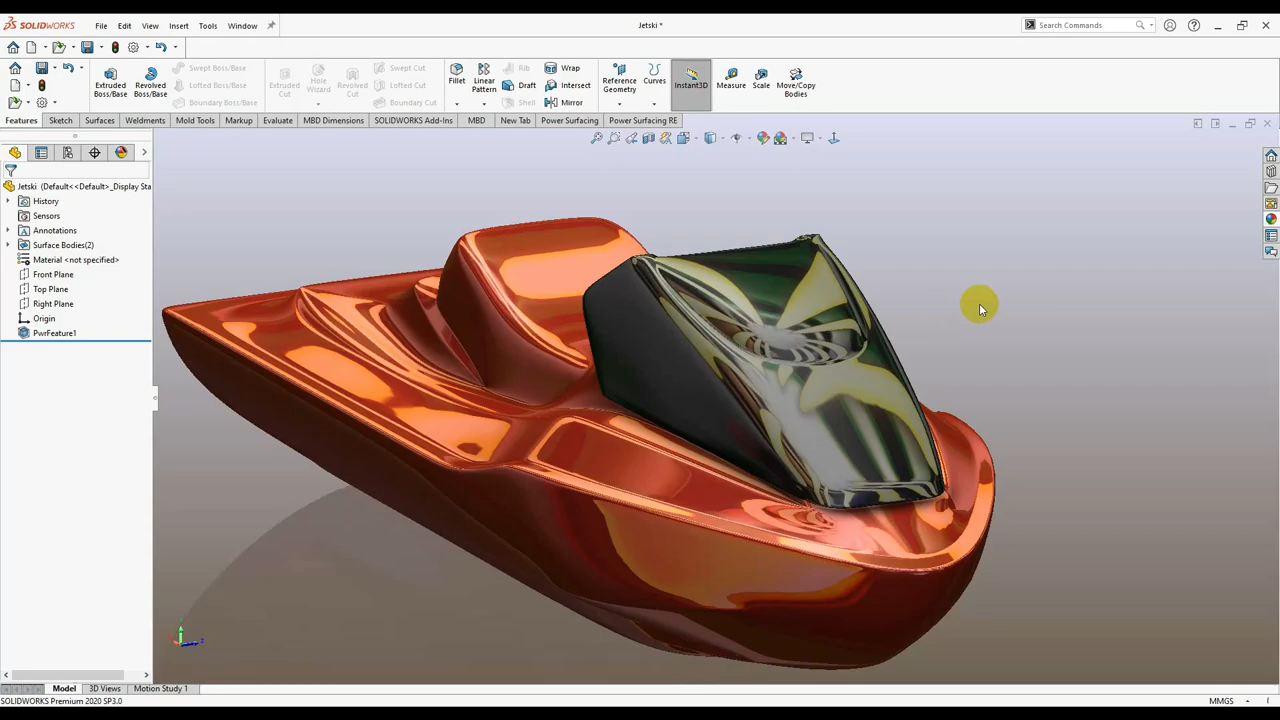 SOLIDWORKS File Edit View Insert Tools Window Jetski * Search Commands
Extruded Boss/Base
Revolved Boss/Base
Swept Boss/Base
Lofted Boss/Base
Boundary Boss/Base
Extruded Cut
Hole Wizard
Revolved Cut
Swept Cut
Lofted Cut
Boundary Cut
Fillet
Linear Pattern
Rib
Draft
Shell
Wrap
Intersect
Mirror
Reference Geometry
Curves
Instant3D
Measure
Scale
Move/Copy Bodies
Features Sketch Surfaces Weldments Mold Tools Markup Evaluate MBD Dimensions SOLIDWORKS Add-Ins MBD New Tab Power Surfacing Power Surfacing RE
Jetski (Default<<Default>_Display Sta
History
Sensors
Annotations
Surface Bodies(2)
Material <not specified>
Front Plane
Top Plane
Right Plane
Origin
PwrFeature1
Model 3D Views Motion Study 1
SOLIDWORKS Premium 2020 SP3.0 MMGS